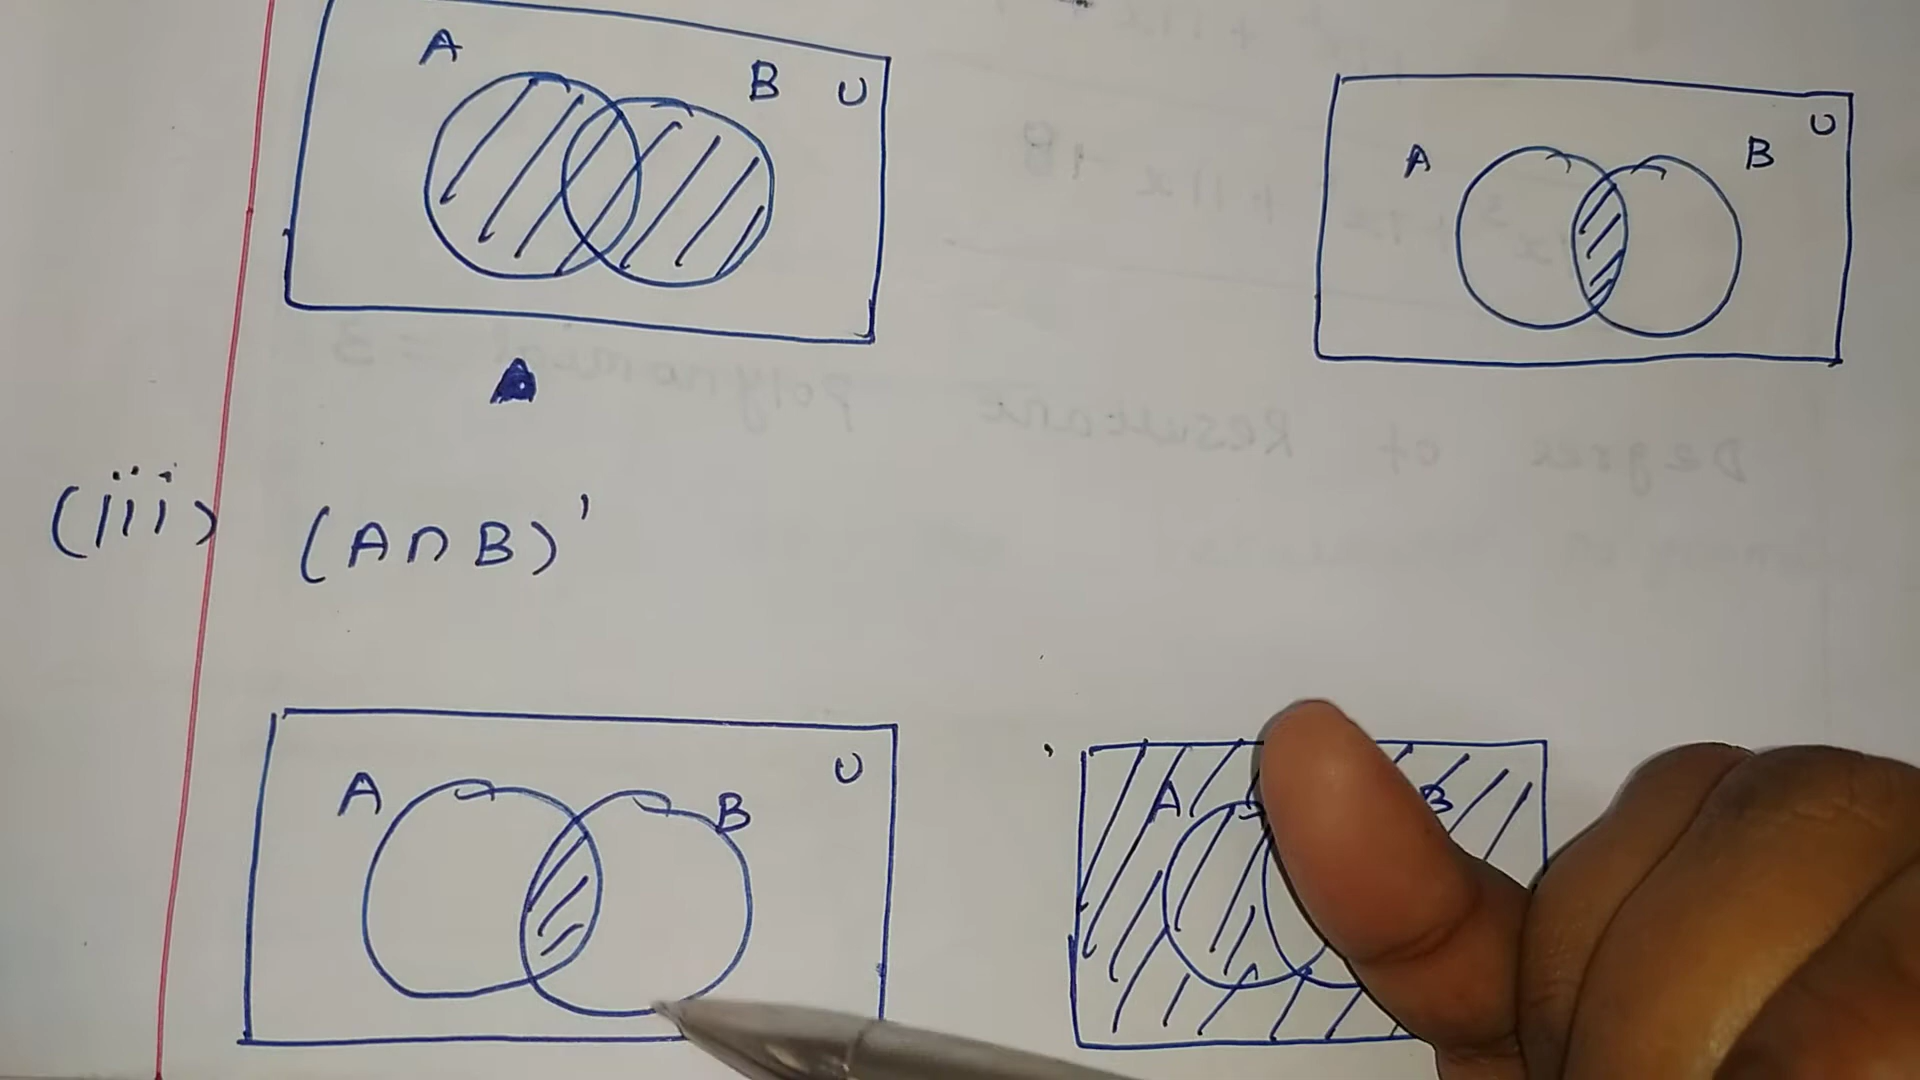 A B U
A B U
A
(iii) (A∩B)'
A B U
A B